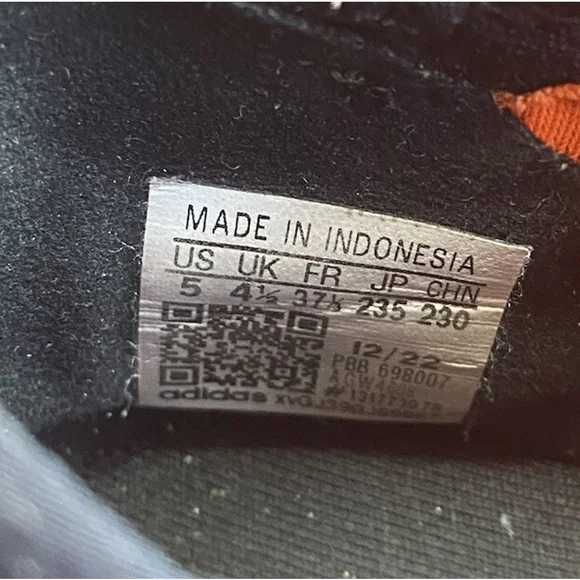 MADE IN INDONESIA
US UK FR JP CHN
5 4½ 37⅓ 235 230
12/22
PBB 698007
adidas